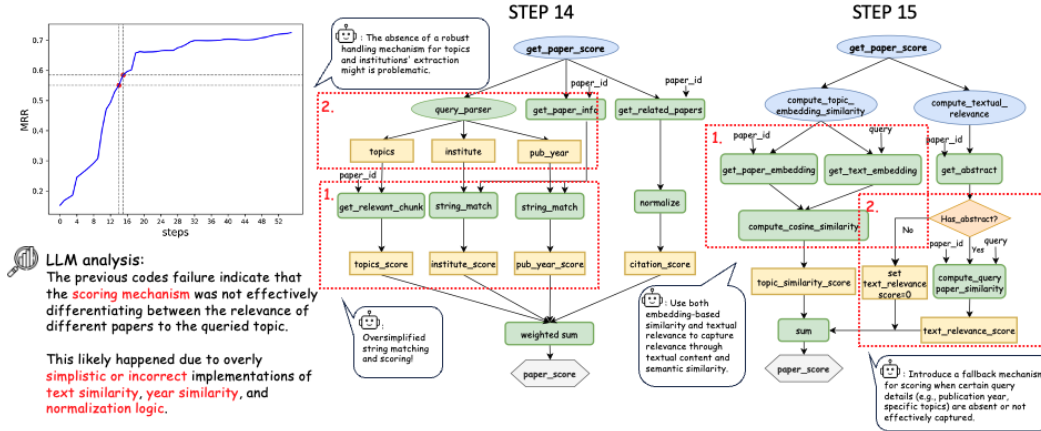 STEP 14
STEP 15
MRR
0.7
0.6
0.5
0.4
0.3
0.2
0 4 8 12 16 20 24 28 32 36 40 44 48 52
steps
: The absence of a robust
handling mechanism for topics
and institutions' extraction
might is problematic.
get_paper_score
paper_id
2.
query_parser
get_paper_info
get_related_papers
topics
institute
pub_year
paper_id
1.
get_relevant_chunk
string_match
string_match
normalize
topics_score
institute_score
pub_year_score
citation_score
:
Oversimplified
string matching
and scoring!
weighted sum
paper_score
get_paper_score
compute_topic_
embedding_similarity
compute_textual_
relevance
1.
paper_id
query
paper_id
get_paper_embedding
get_text_embedding
get_abstract
2.
compute_cosine_similarity
Has_abstract?
No
Yes
paper_id
query
topic_similarity_score
set
text_relevance
score=0
compute_query
paper_similarity
sum
text_relevance_score
paper_score
: Use both
embedding-based
similarity and textual
relevance to capture
relevance through
textual content and
semantic similarity.
: Introduce a fallback mechanism
for scoring when certain query
details (e.g., publication year,
specific topics) are absent or not
effectively captured.
LLM analysis:
The previous codes failure indicate that
the scoring mechanism was not effectively
differentiating between the relevance of
different papers to the queried topic.
This likely happened due to overly
simplistic or incorrect implementations of
text similarity, year similarity, and
normalization logic.